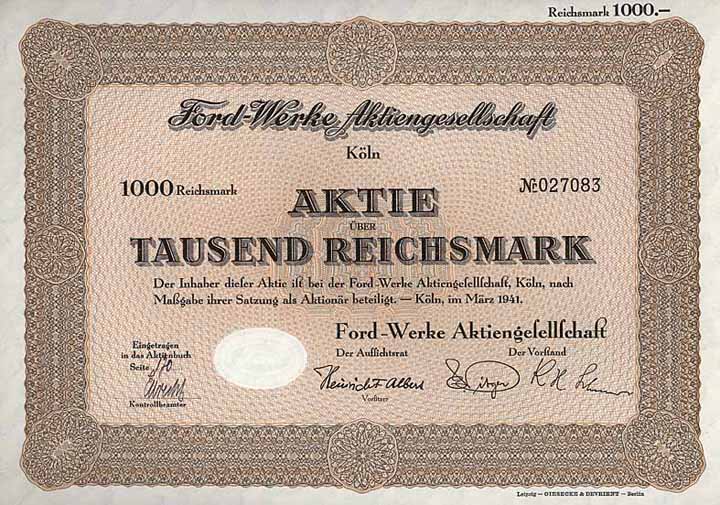 Reichsmark 1000.—
Ford-Werke Aktiengesellschaft
Köln
1000 Reichsmark
№ 027083
AKTIE
ÜBER
TAUSEND REICHSMARK
Der Inhaber dieser Aktie ist bei der Ford-Werke Aktiengesellschaft, Köln, nach
Maßgabe ihrer Satzung als Aktionär beteiligt. — Köln, im März 1941.
Ford-Werke Aktiengesellschaft
Der Aufsichtsrat
Der Vorstand
Eingetragen
in das Aktienbuch
Seite
Kontrollbeamter
Heinrich Albert
Vorsitzer
Leipzig — GIESECKE & DEVRIENT — Berlin